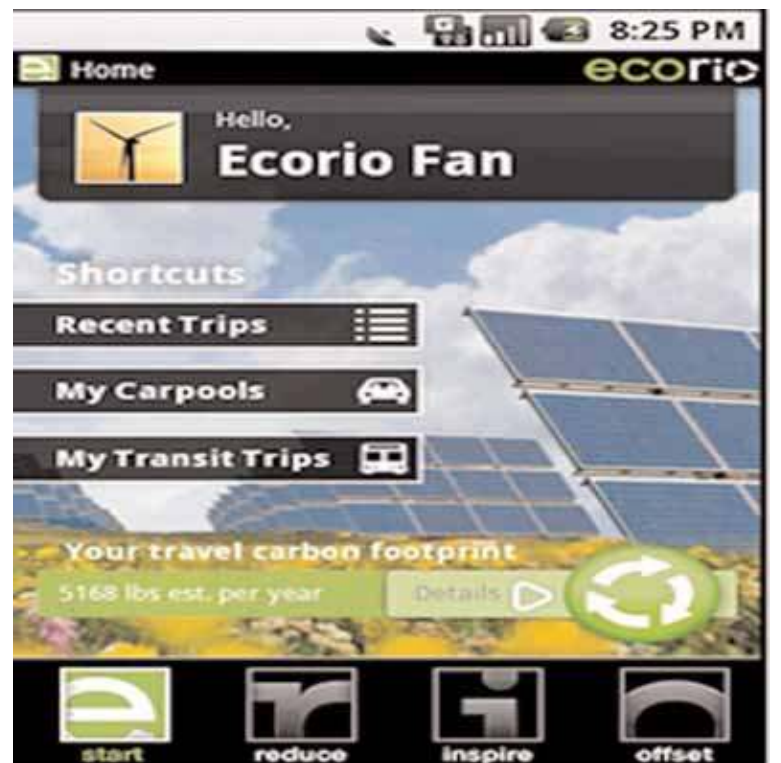 8:25 PM
Home
ecorio
Hello,
Ecorio Fan
Shortcuts
Recent Trips
My Carpools
My Transit Trips
Your travel carbon footprint
5168 lbs est. per year
Details
e r i o
start reduce inspire offset